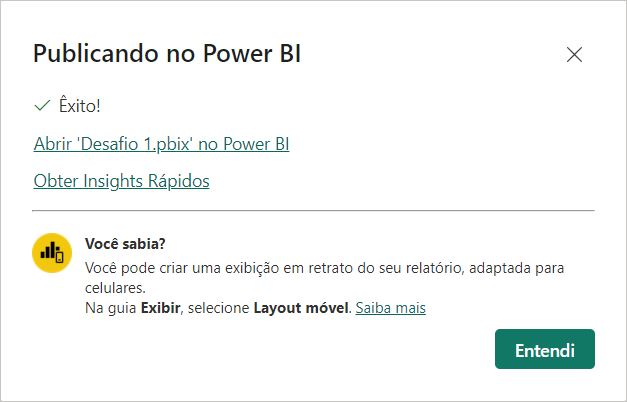 Publicando no Power BI
Êxito!
Abrir 'Desafio 1.pbix' no Power BI
Obter Insights Rápidos
Você sabia?
Você pode criar uma exibição em retrato do seu relatório, adaptada para
celulares.
Na guia Exibir, selecione Layout móvel. Saiba mais
Entendi